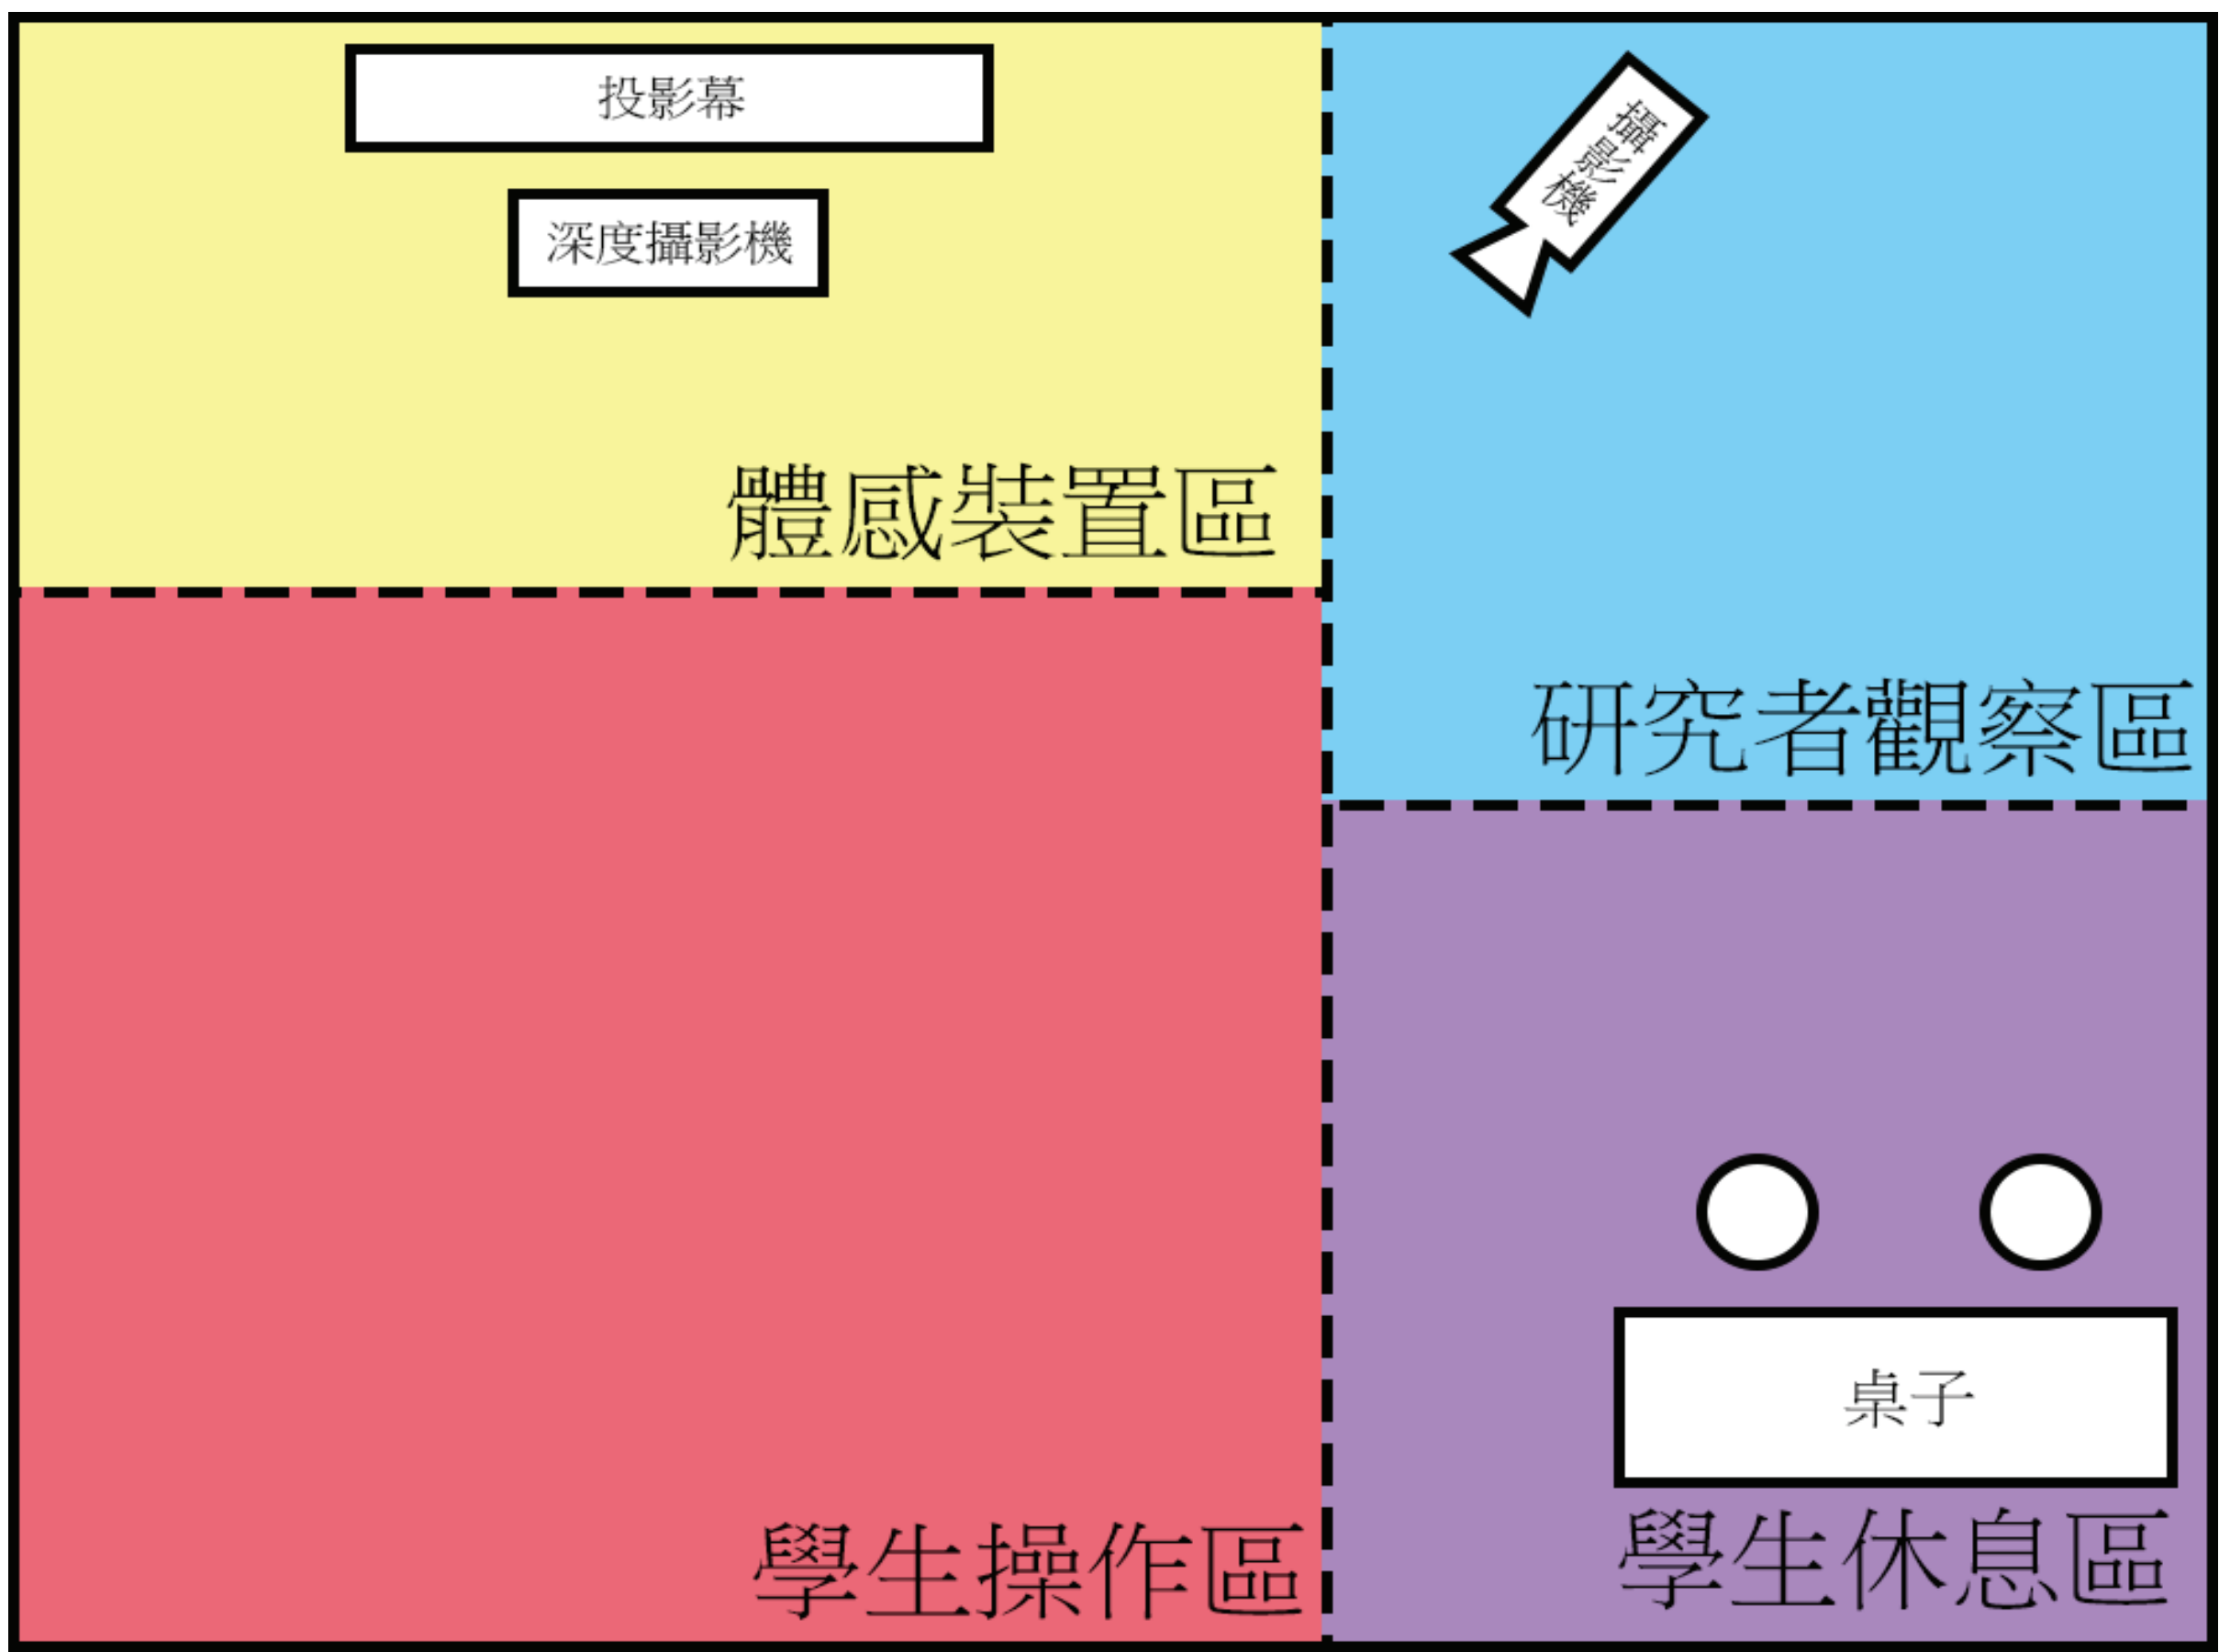 投影幕
深度攝影機
攝影機
體感裝置區
研究者觀察區
桌子
學生操作區
學生休息區